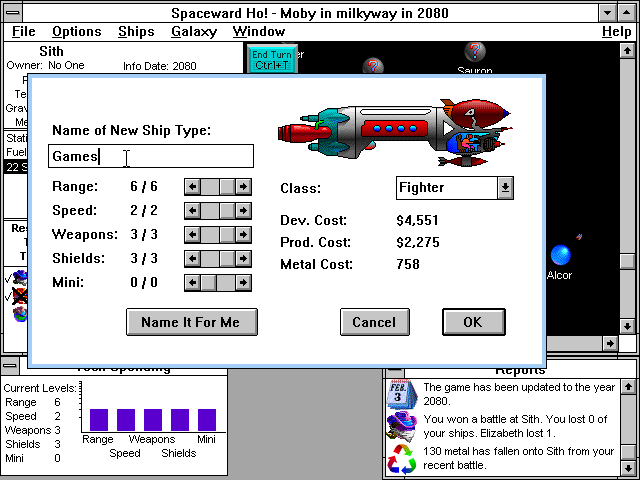 Spaceward Ho! - Moby in milkyway in 2080
File Options Ships Galaxy Window Help
Sith
Owner: No One Info Date: 2080
End Turn
Ctrl+T
Sauron
Name of New Ship Type:
Games
Range: 6 / 6
Speed: 2 / 2
Weapons: 3 / 3
Shields: 3 / 3
Mini: 0 / 0
Class: Fighter
Dev. Cost: $4,551
Prod. Cost: $2,275
Metal Cost: 758
Name It For Me Cancel OK
Alcor
Current Levels:
Range 6
Speed 2
Weapons 3
Shields 3
Mini 0
Range Weapons Mini
Speed Shields
Reports
FEB.
3
The game has been updated to the year
2080.
You won a battle at Sith. You lost 0 of
your ships. Elizabeth lost 1.
130 metal has fallen onto Sith from your
recent battle.